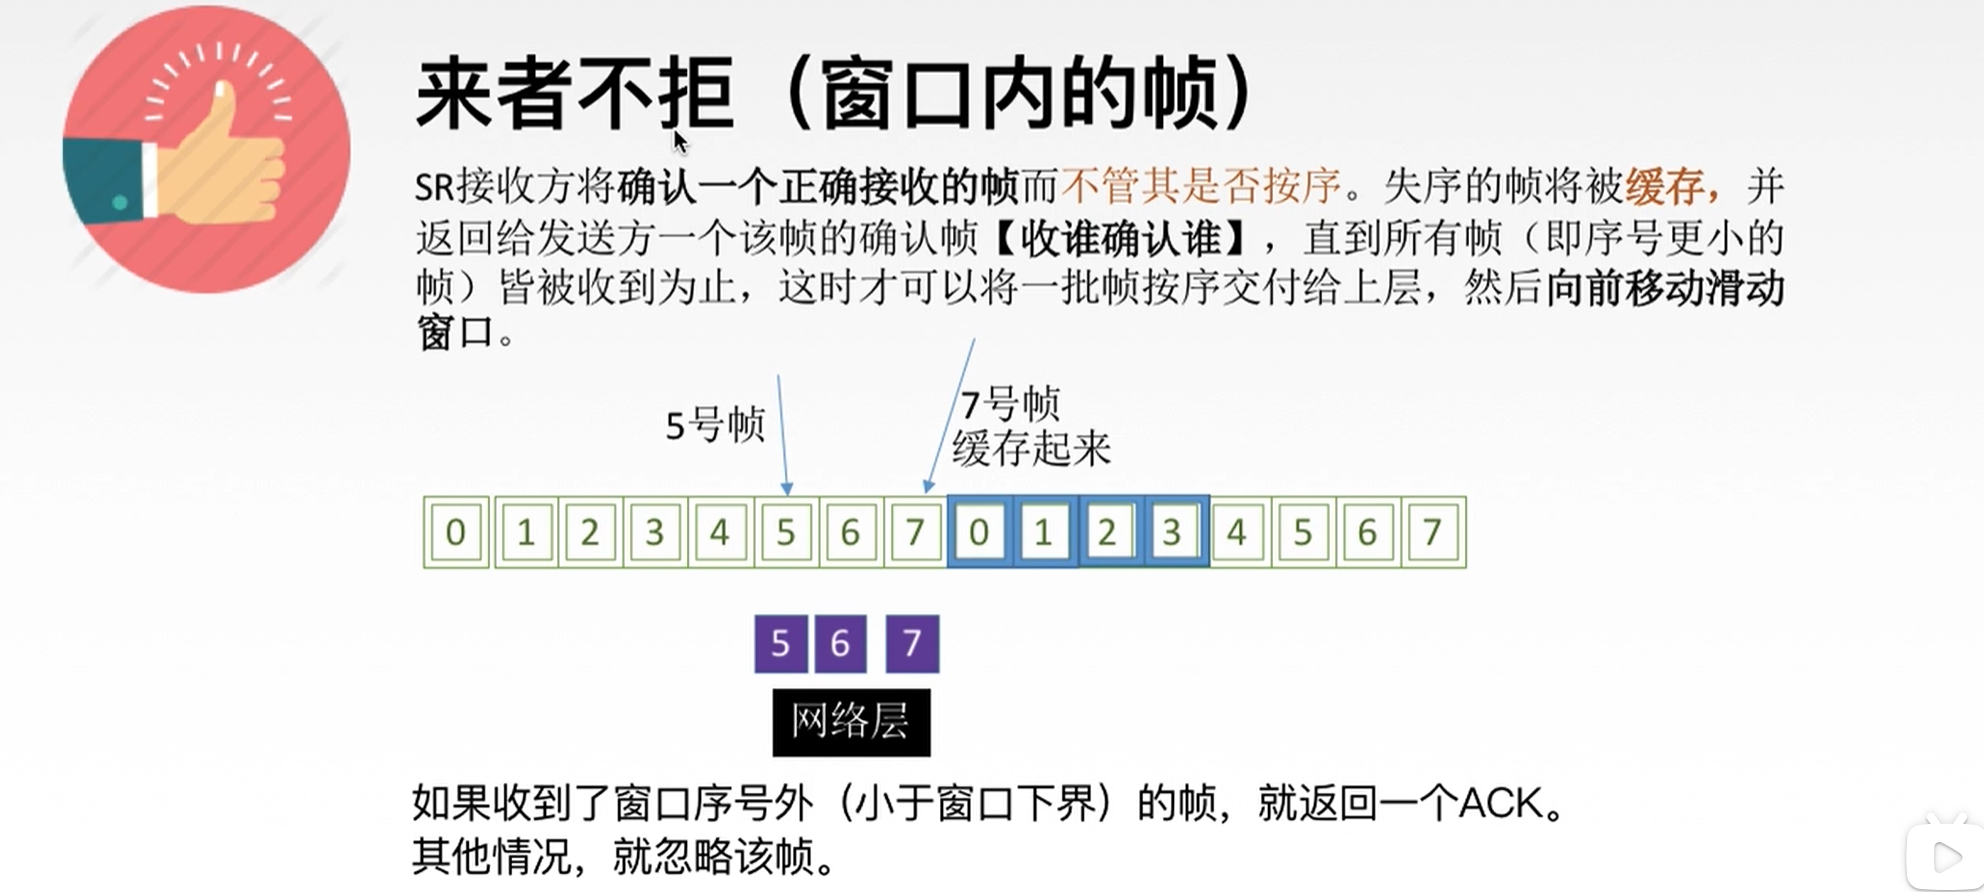 来者不拒（窗口内的帧）
SR接收方将确认一个正确接收的帧而不管其是否按序。失序的帧将被缓存，并
返回给发送方一个该帧的确认帧【收谁确认谁】，直到所有帧（即序号更小的
帧）皆被收到为止，这时才可以将一批帧按序交付给上层，然后向前移动滑动
窗口。
5号帧
7号帧
缓存起来
0 1 2 3 4 5 6 7 0 1 2 3 4 5 6 7
5 6 7
网络层
如果收到了窗口序号外（小于窗口下界）的帧，就返回一个ACK。
其他情况，就忽略该帧。